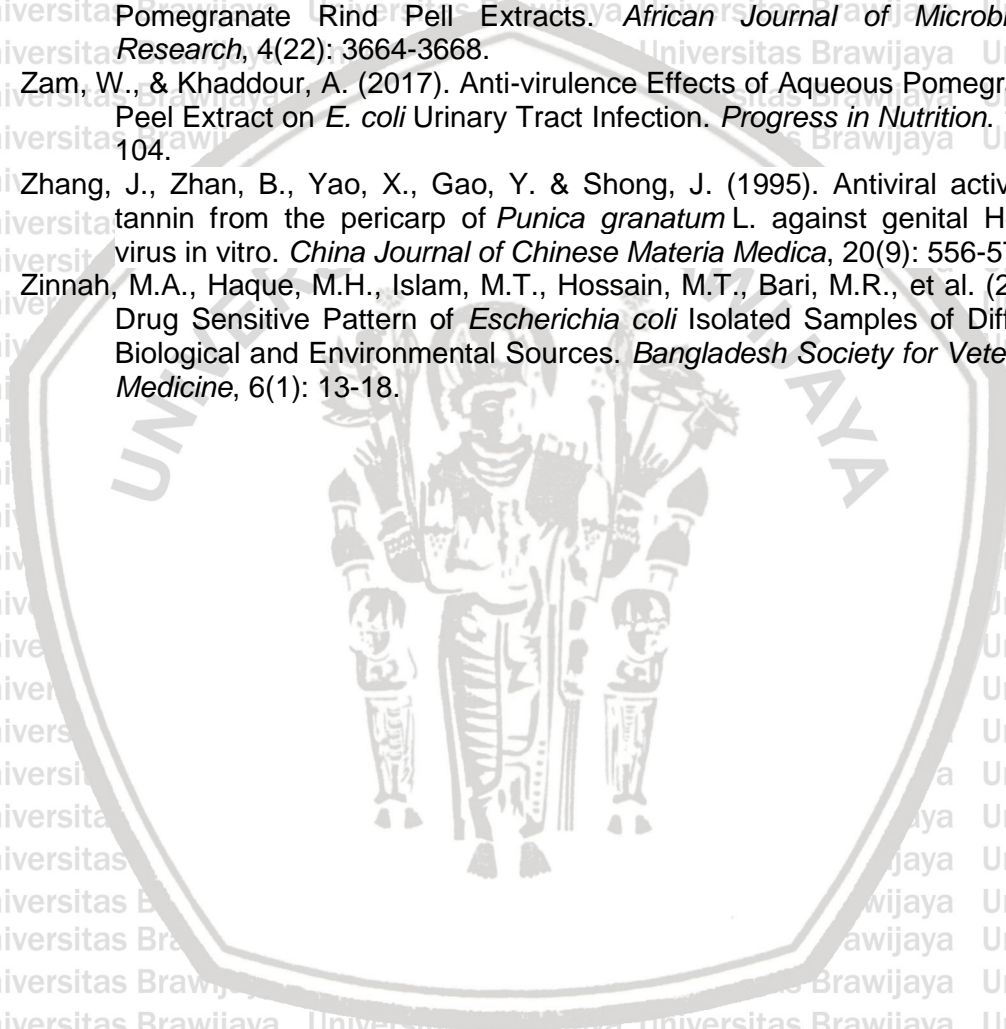 Pomegranate Rind Pell Extracts. African Journal of Microbi
Research, 4(22): 3664-3668.
Zam, W., & Khaddour, A. (2017). Anti-virulence Effects of Aqueous Pomegra
Peel Extract on E. coli Urinary Tract Infection. Progress in Nutrition.
104.
Zhang, J., Zhan, B., Yao, X., Gao, Y. & Shong, J. (1995). Antiviral activ
tannin from the pericarp of Punica granatum L. against genital H
virus in vitro. China Journal of Chinese Materia Medica, 20(9): 556-5
Zinnah, M.A., Haque, M.H., Islam, M.T., Hossain, M.T., Bari, M.R., et al. (2
Drug Sensitive Pattern of Escherichia coli Isolated Samples of Diff
Biological and Environmental Sources. Bangladesh Society for Vete
Medicine, 6(1): 13-18.
UNIVE
WIJAYA